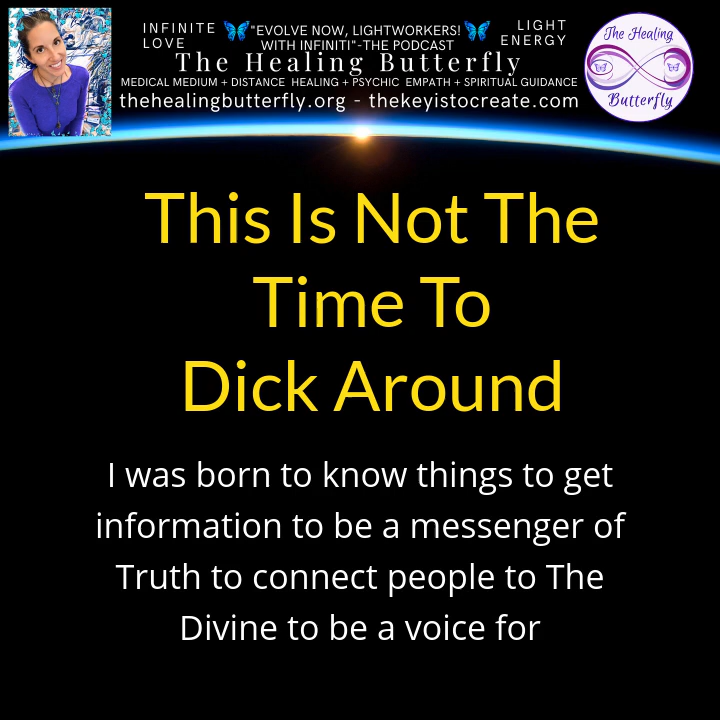 INFINITE LOVE
"EVOLVE NOW, LIGHTWORKERS!
WITH INFINITI"-THE PODCAST
LIGHT ENERGY
The Healing Butterfly
MEDICAL MEDIUM + DISTANCE HEALING + PSYCHIC EMPATH + SPIRITUAL GUIDANCE
thehealingbutterfly.org - thekeyistocreate.com
The Healing
Butterfly
This Is Not The
Time To
Dick Around
I was born to know things to get
information to be a messenger of
Truth to connect people to The
Divine to be a voice for